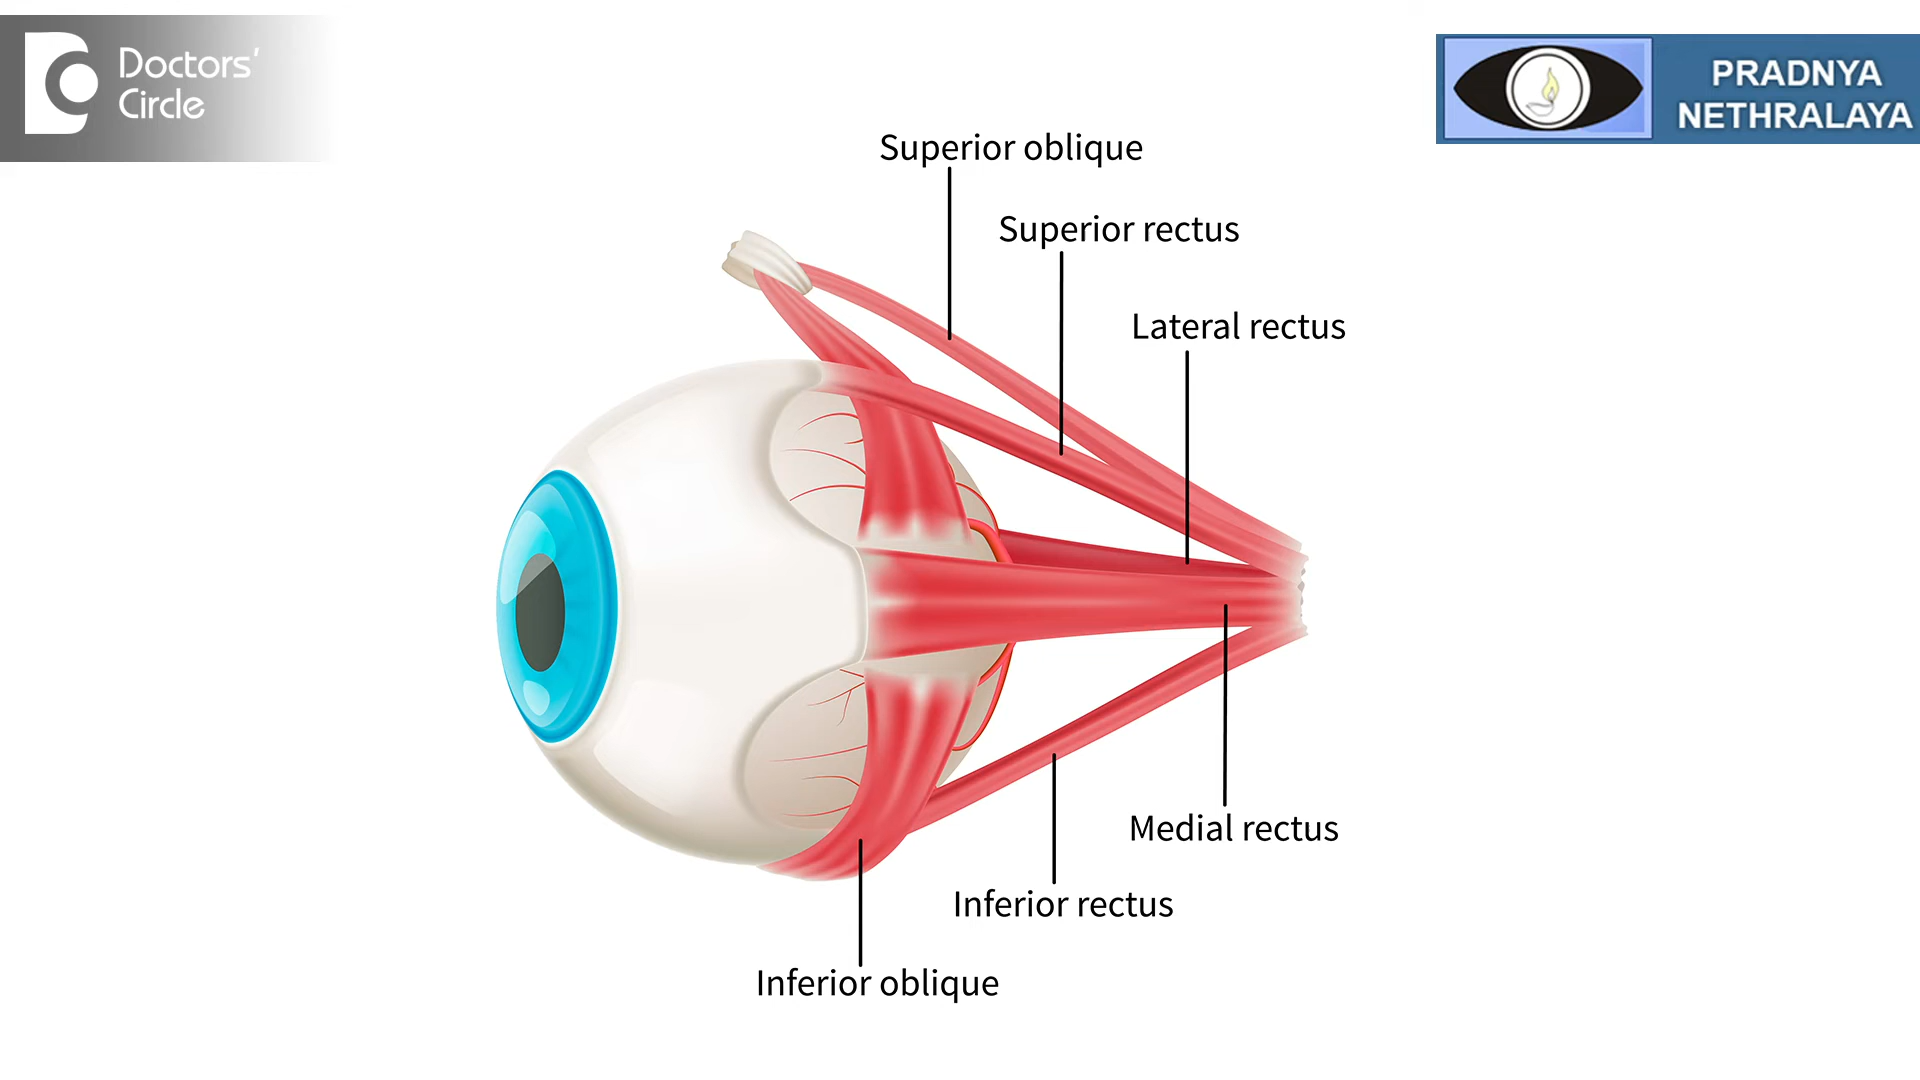 Doctors'
Circle
PRADNYA
NETHRALAYA
Superior oblique
Superior rectus
Lateral rectus
Medial rectus
Inferior rectus
Inferior oblique